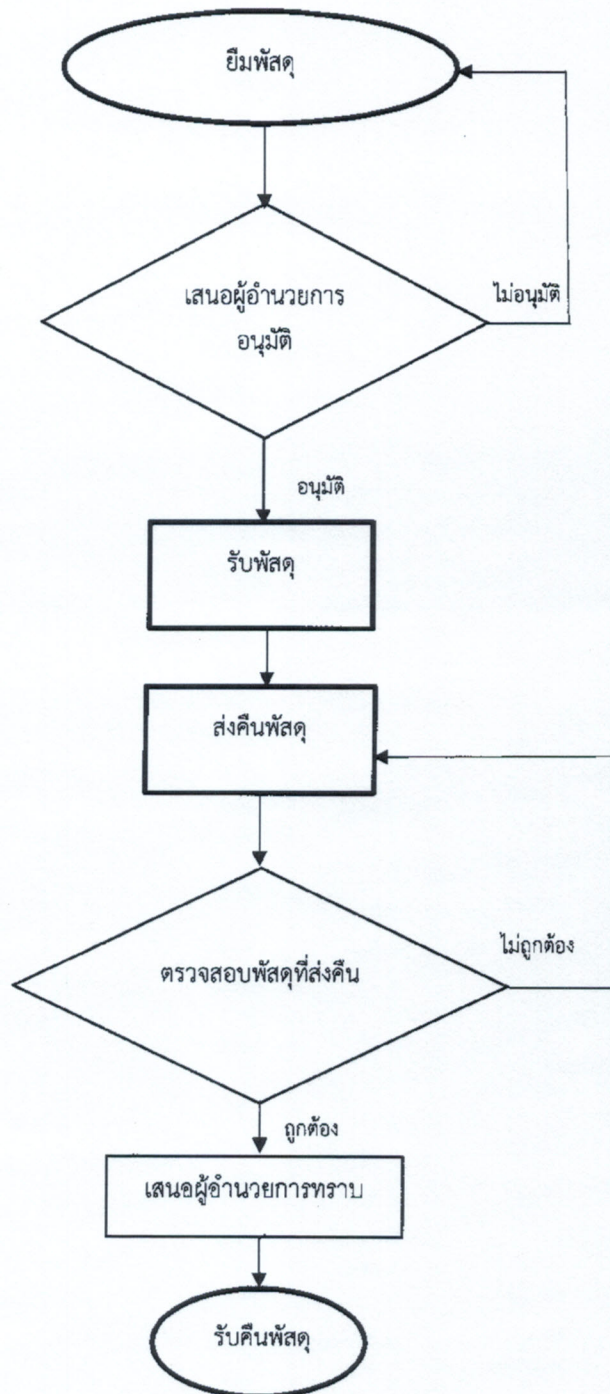 ยืมพัสดุ
เสนอผู้อำนวยการ
อนุมัติ
ไม่อนุมัติ
อนุมัติ
รับพัสดุ
ส่งคืนพัสดุ
ตรวจสอบพัสดุที่ส่งคืน
ไม่ถูกต้อง
ถูกต้อง
เสนอผู้อำนวยการทราบ
รับคืนพัสดุ